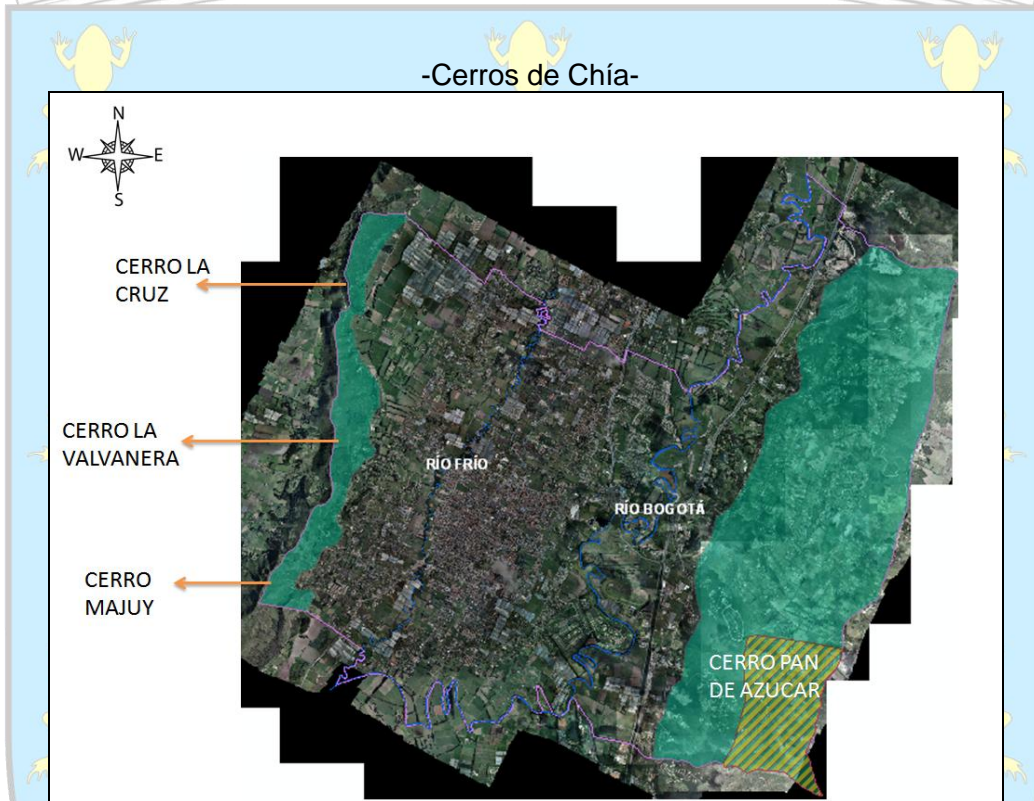 -Cerros de Chía-
N
W E
S
CERRO LA
CRUZ
CERRO LA
VALVANERA
RÍO FRÍO
RÍO BOGOTÁ
CERRO
MAJUY
CERRO PAN
DE AZUCAR